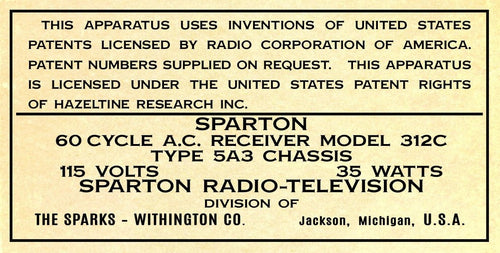 THIS APPARATUS USES INVENTIONS OF UNITED STATES
PATENTS LICENSED BY RADIO CORPORATION OF AMERICA.
PATENT NUMBERS SUPPLIED ON REQUEST. THIS APPARATUS
IS LICENSED UNDER THE UNITED STATES PATENT RIGHTS
OF HAZELTINE RESEARCH INC.
SPARTON
60 CYCLE A.C. RECEIVER MODEL 312C
TYPE 5A3 CHASSIS
115 VOLTS 35 WATTS
SPARTON RADIO-TELEVISION
DIVISION OF
THE SPARKS - WITHINGTON CO. Jackson, Michigan, U.S.A.